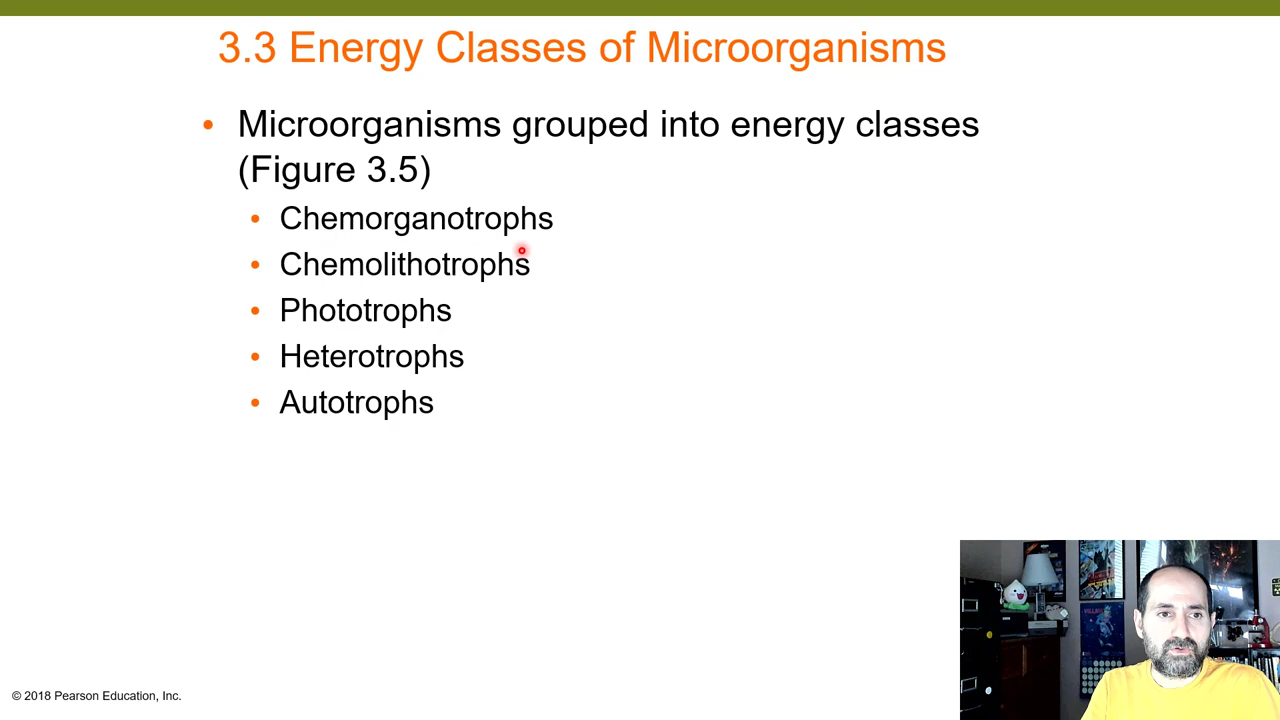 3.3 Energy Classes of Microorganisms
• Microorganisms grouped into energy classes
(Figure 3.5)
• Chemorganotrophs
• Chemolithotrophs
• Phototrophs
• Heterotrophs
• Autotrophs
© 2018 Pearson Education, Inc.